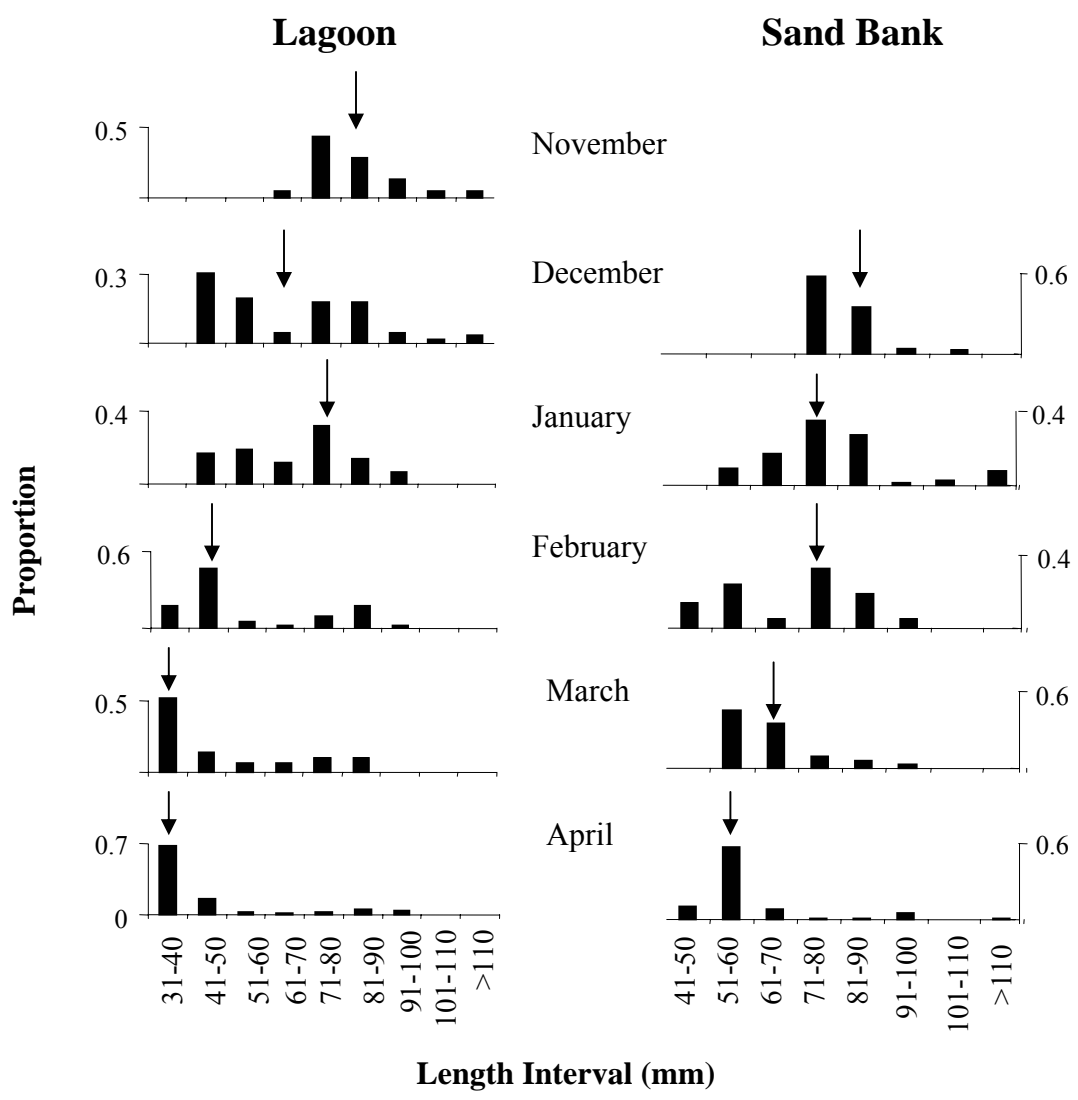 Lagoon Sand Bank
0.5 November
0.3 December 0.6
0.4 January 0.4
0.6 February 0.4
0.5 March 0.6
0.7 April 0.6
0
Proportion
31-40 41-50 51-60 61-70 71-80 81-90 91-100 101-110 >110
41-50 51-60 61-70 71-80 81-90 91-100 101-110 >110
Length Interval (mm)